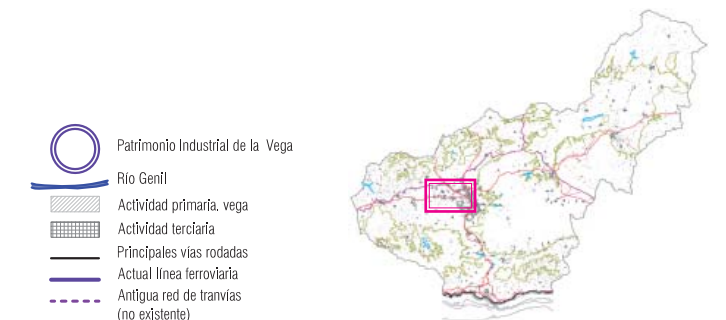 Patrimonio Industrial de la Vega
Río Genil
Actividad primaria, vega
Actividad terciaria
Principales vías rodadas
Actual línea ferroviaria
Antigua red de tranvías
(no existente)